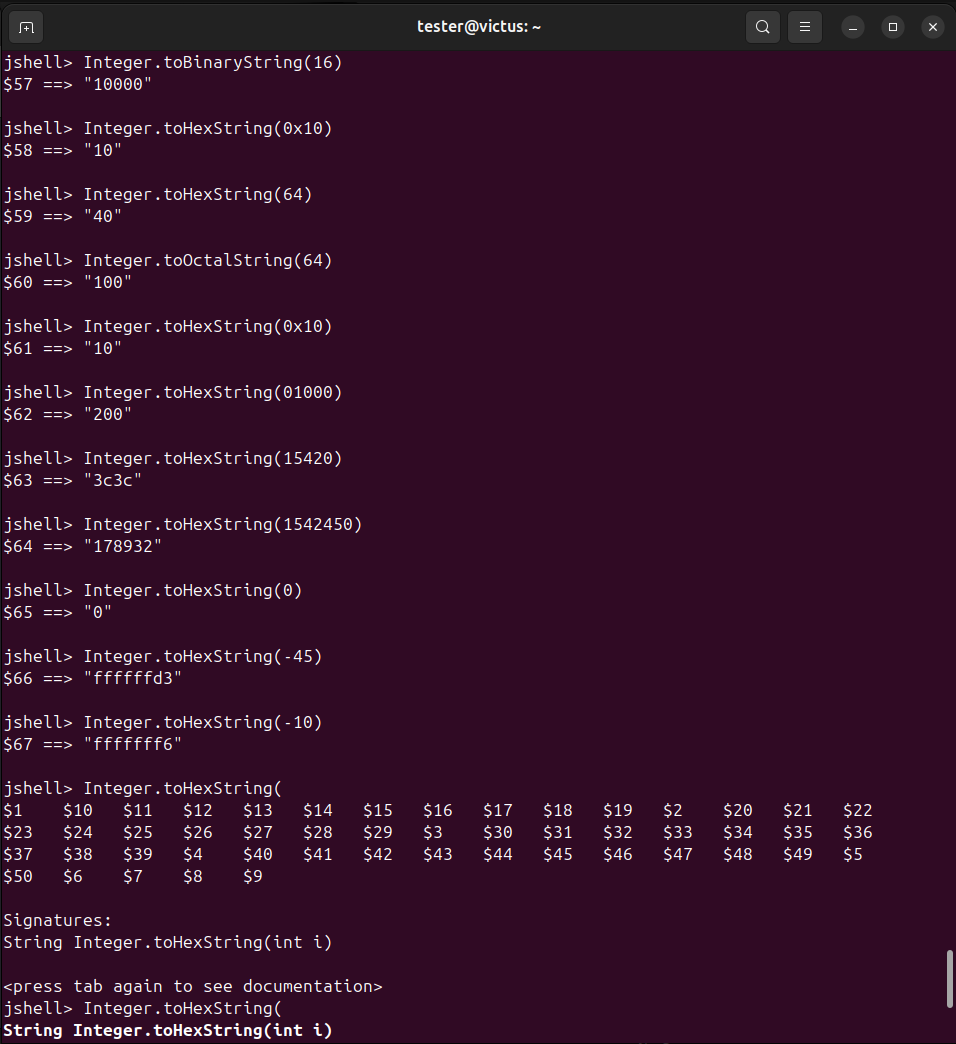 tester@victus: ~
jshell> Integer.toBinaryString(16)
$57 ==> "10000"
jshell> Integer.toHexString(0x10)
$58 ==> "10"
jshell> Integer.toHexString(64)
$59 ==> "40"
jshell> Integer.toOctalString(64)
$60 ==> "100"
jshell> Integer.toHexString(0x10)
$61 ==> "10"
jshell> Integer.toHexString(01000)
$62 ==> "200"
jshell> Integer.toHexString(15420)
$63 ==> "3c3c"
jshell> Integer.toHexString(1542450)
$64 ==> "178932"
jshell> Integer.toHexString(0)
$65 ==> "0"
jshell> Integer.toHexString(-45)
$66 ==> "ffffffd3"
jshell> Integer.toHexString(-10)
$67 ==> "fffffff6"
jshell> Integer.toHexString(
$1 $10 $11 $12 $13 $14 $15 $16 $17 $18 $19 $2 $20 $21 $22
$23 $24 $25 $26 $27 $28 $29 $3 $30 $31 $32 $33 $34 $35 $36
$37 $38 $39 $4 $40 $41 $42 $43 $44 $45 $46 $47 $48 $49 $5
$50 $6 $7 $8 $9
Signatures:
String Integer.toHexString(int i)
<press tab again to see documentation>
jshell> Integer.toHexString(
String Integer.toHexString(int i)